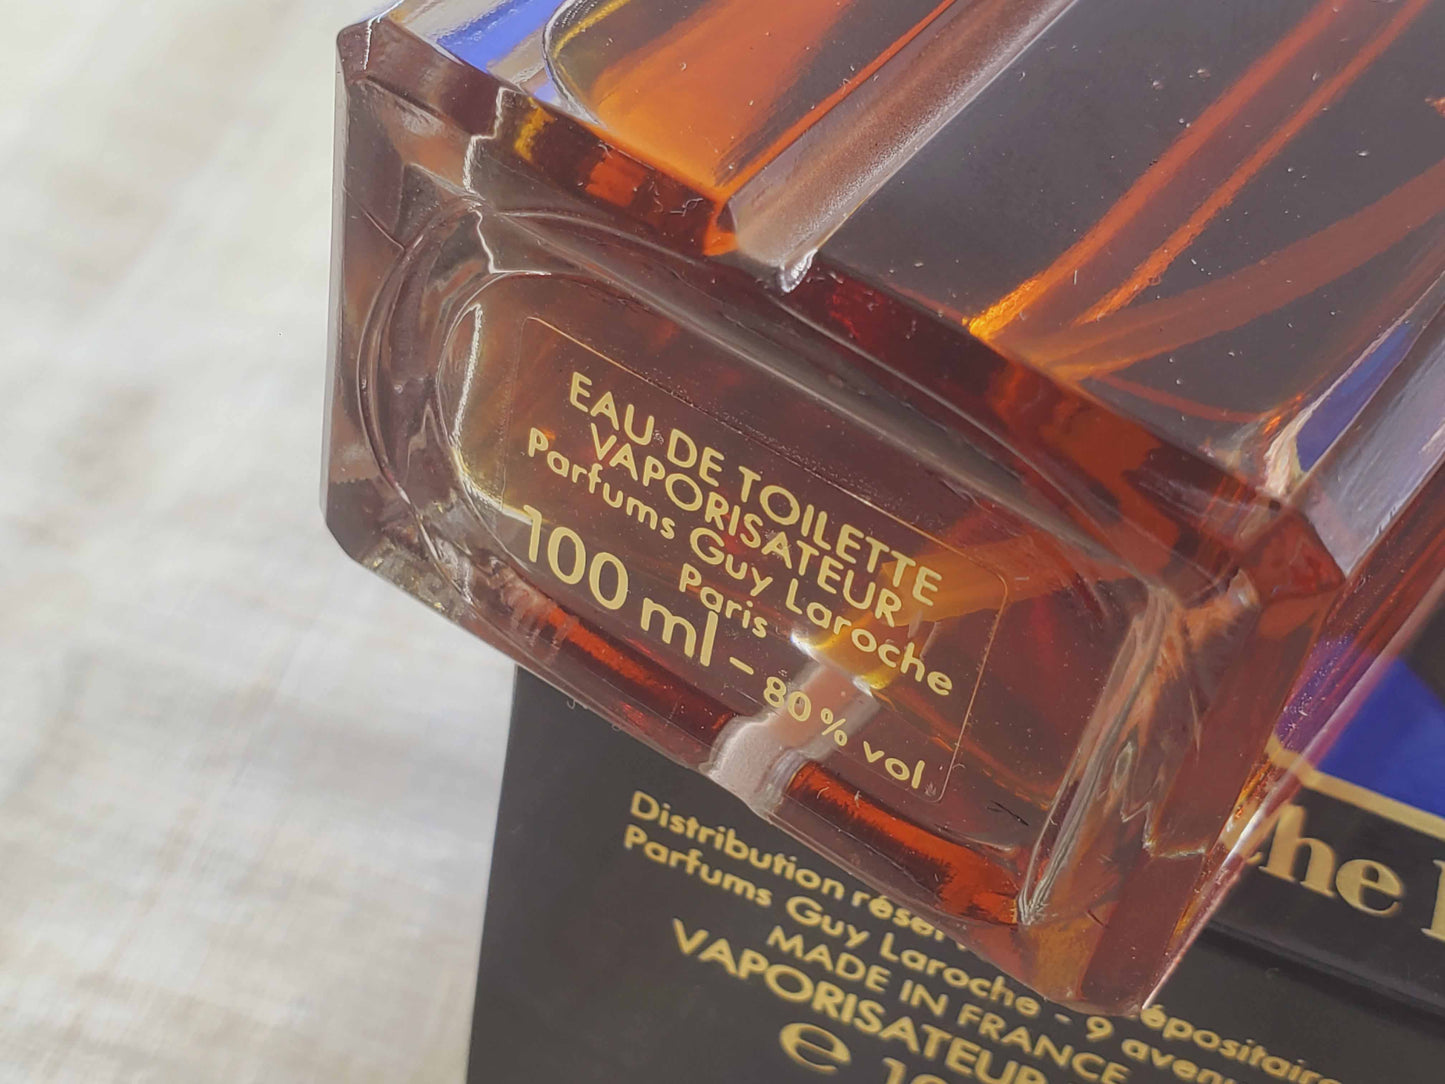 EAU DE TOILETTE
VAPORISATEUR
Parfums Guy Laroche
Paris
100 ml - 80% vol
che
Distribution
Parfums Guy Laroche - 9
MADE IN FRANCE
VAPORISATEUR
e